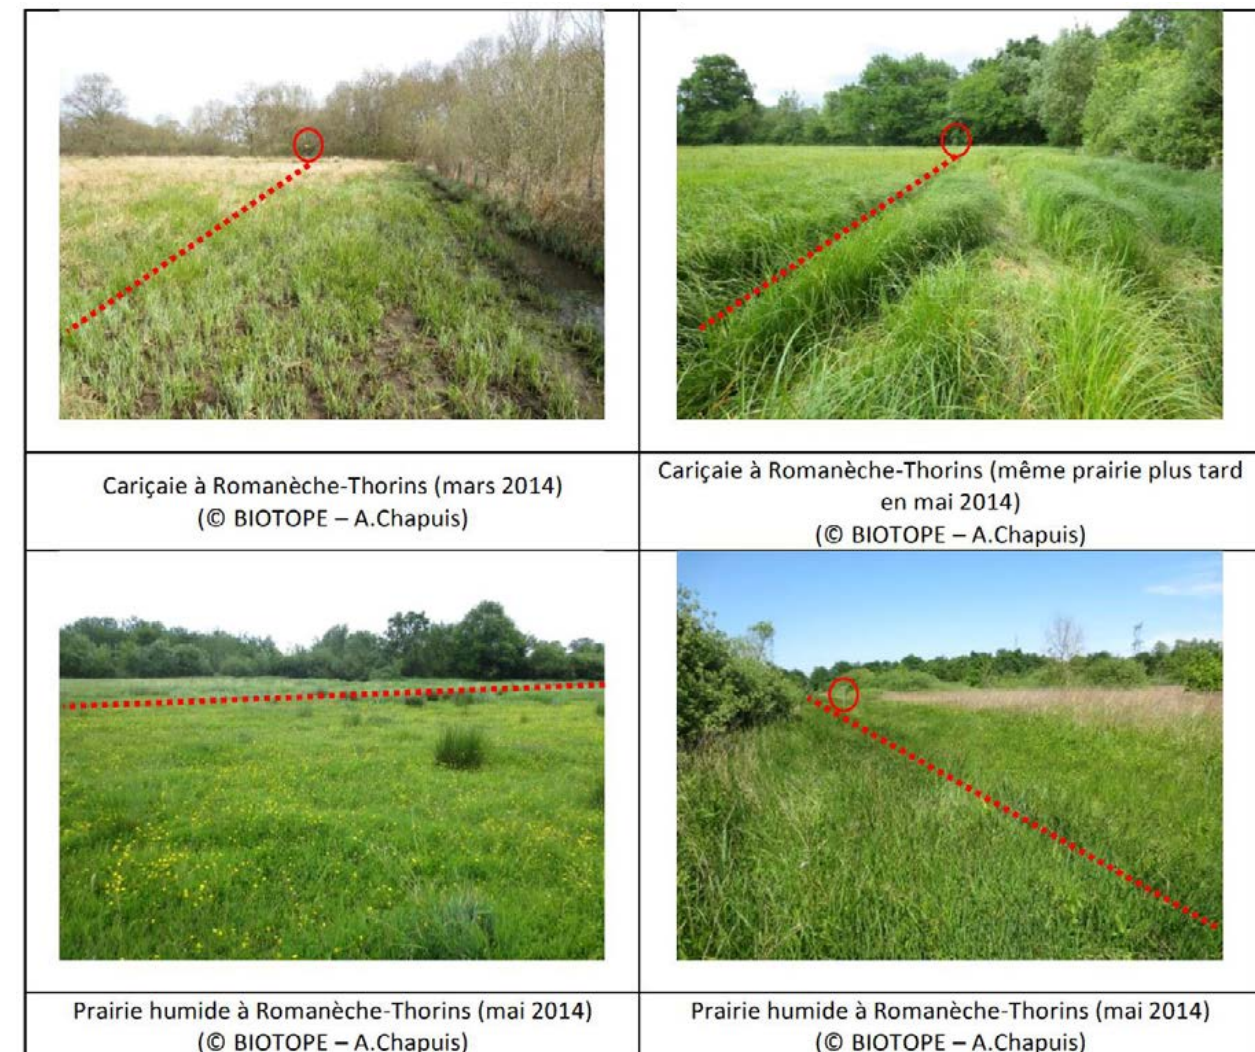 Cariçaie à Romanèche-Thorins (mars 2014)
(© BIOTOPE – A.Chapuis)
Cariçaie à Romanèche-Thorins (même prairie plus tard
en mai 2014)
(© BIOTOPE – A.Chapuis)
Prairie humide à Romanèche-Thorins (mai 2014)
(© BIOTOPE – A.Chapuis)
Prairie humide à Romanèche-Thorins (mai 2014)
(© BIOTOPE – A.Chapuis)